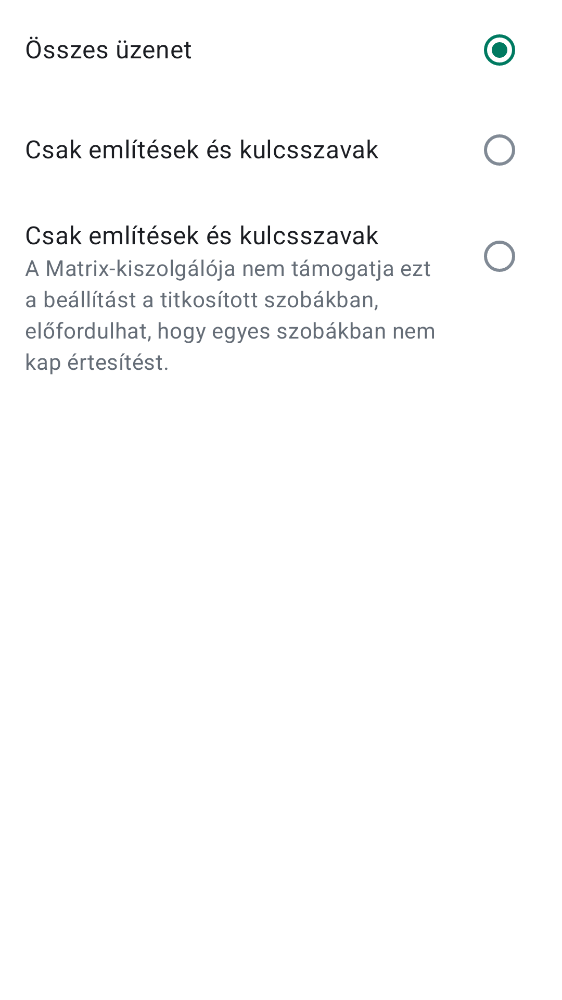 Összes üzenet
Csak említések és kulcsszavak
Csak említések és kulcsszavak
A Matrix-kiszolgálója nem támogatja ezt
a beállítást a titkosított szobákban,
előfordulhat, hogy egyes szobákban nem
kap értesítést.